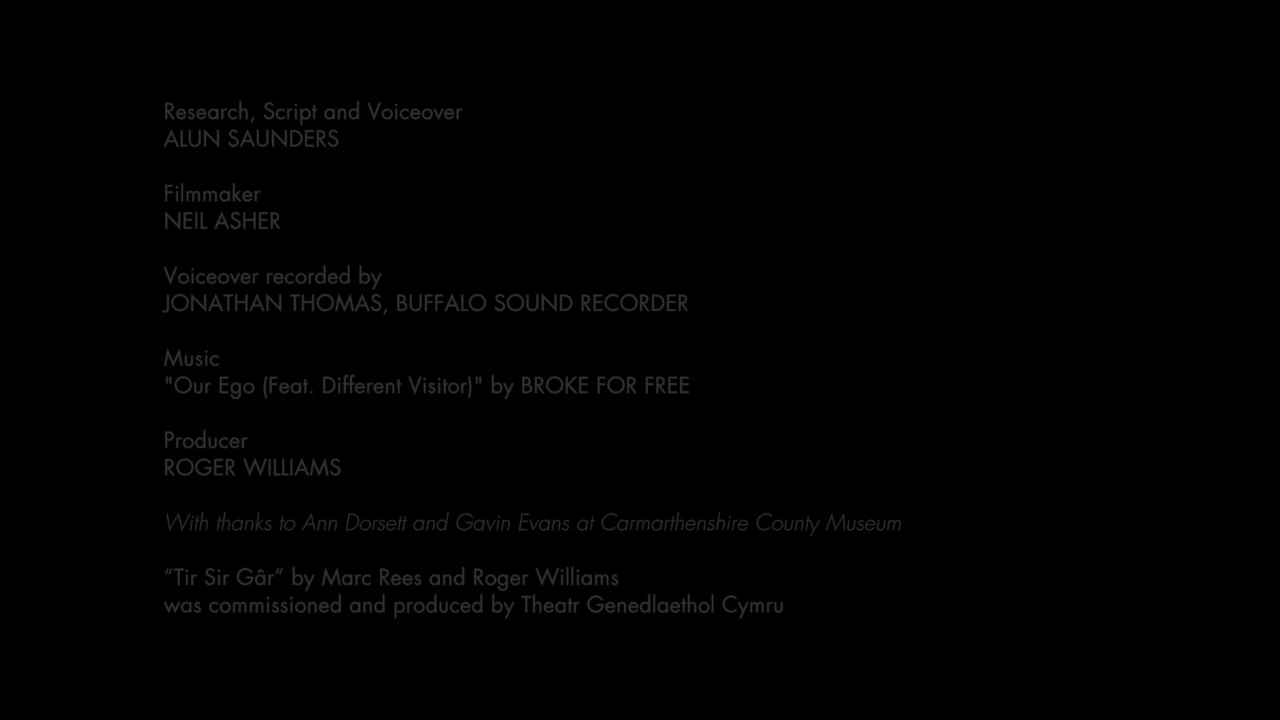 Research, Script and Voiceover
ALUN SAUNDERS
Filmmaker
NEIL ASHER
Voiceover recorded by
JONATHAN THOMAS, BUFFALO SOUND RECORDER
Music
"Our Ego (Feat. Different Visitor)" by BROKE FOR FREE
Producer
ROGER WILLIAMS
With thanks to Ann Dorsett and Gavin Evans at Carmarthenshire County Museum
“Tir Sir Gâr” by Marc Rees and Roger Williams
was commissioned and produced by Theatr Genedlaethol Cymru